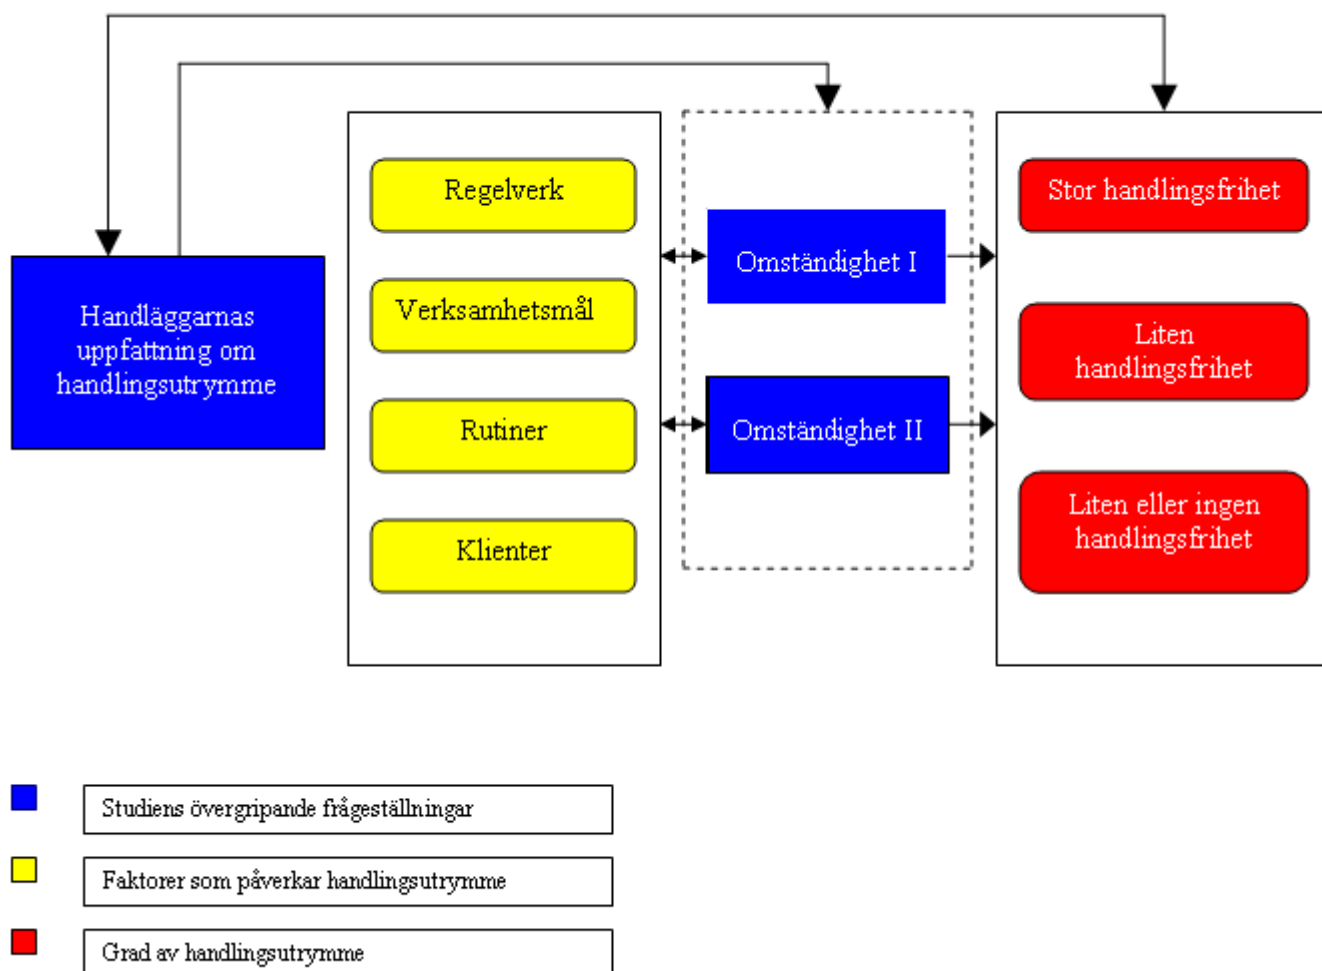 Handläggarnas
uppfattning om
handlingsutrymme
Regelverk
Verksamhetsmål
Rutiner
Klienter
Omständighet I
Omständighet II
Stor handlingsfrihet
Liten
handlingsfrihet
Liten eller ingen
handlingsfrihet
Studiens övergripande frågeställningar
Faktorer som påverkar handlingsutrymme
Grad av handlingsutrymme